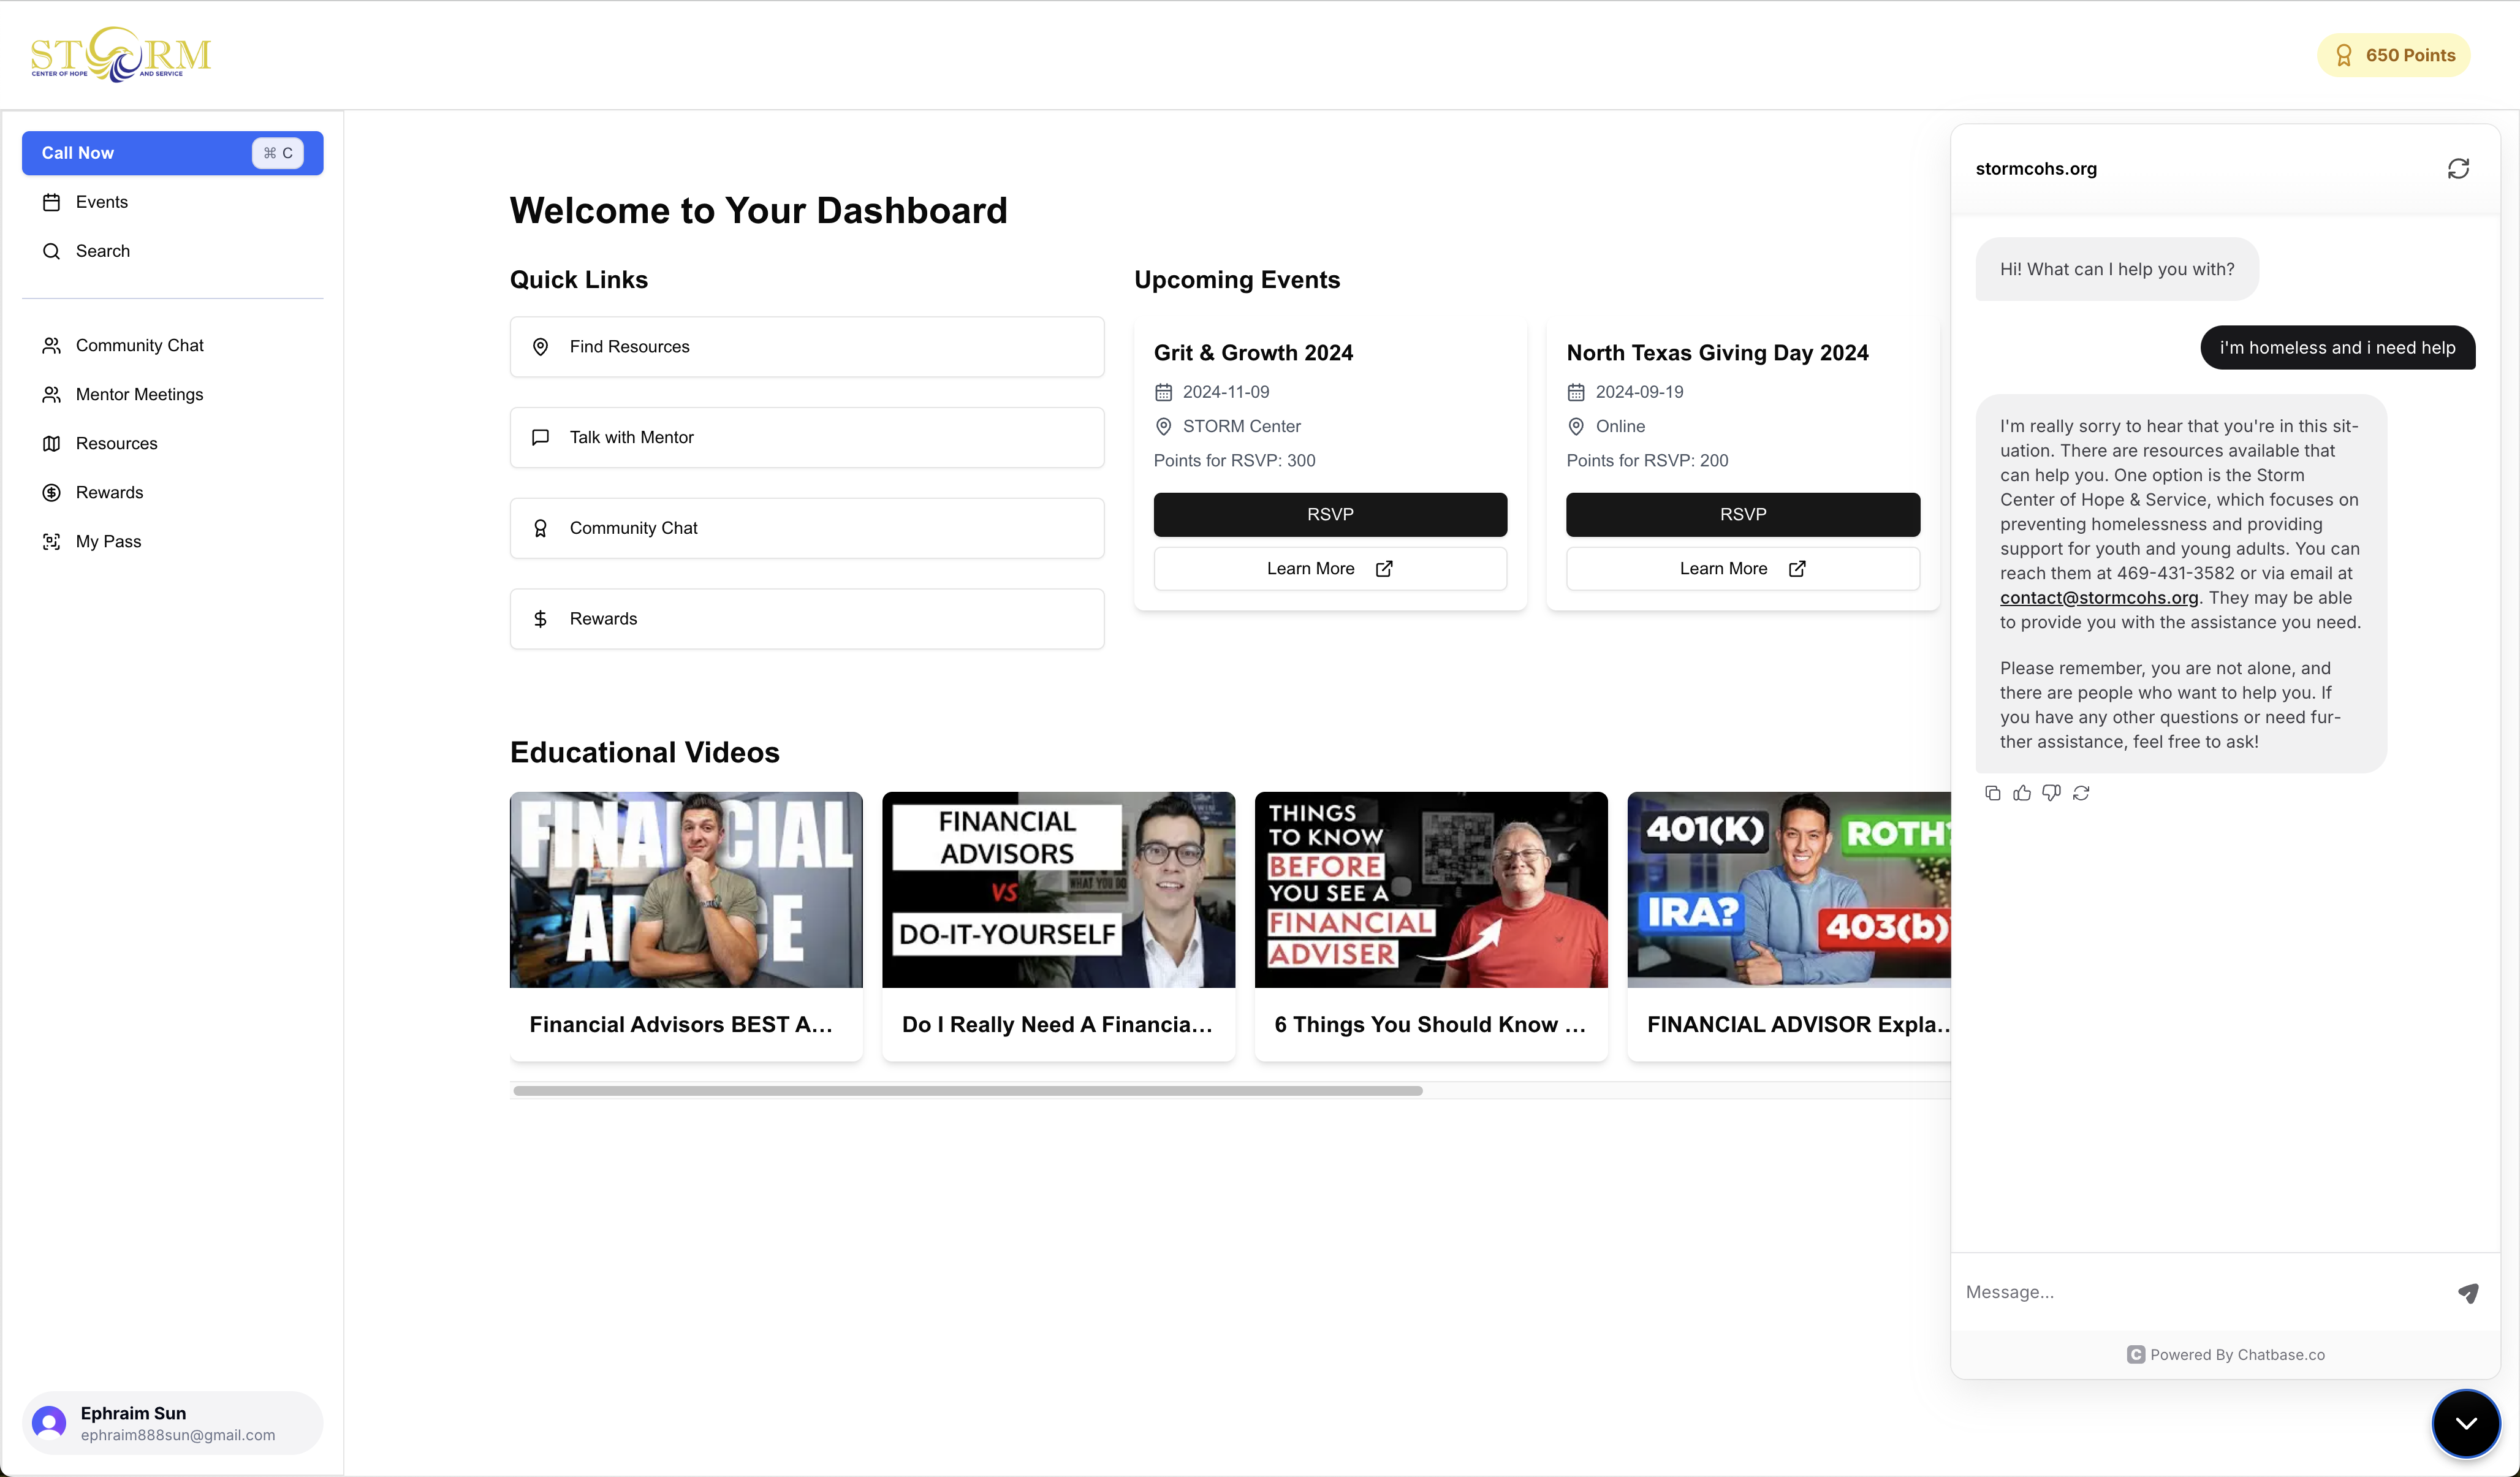 STORM
CENTER OF HOPE AND SERVICE
650 Points
Call Now
⌘ C
Events
Search
Community Chat
Mentor Meetings
Resources
Rewards
My Pass
Ephraim Sun
ephraim888sun@gmail.com
Welcome to Your Dashboard
Quick Links
Find Resources
Talk with Mentor
Community Chat
Rewards
Upcoming Events
Grit & Growth 2024
2024-11-09
STORM Center
Points for RSVP: 300
RSVP
Learn More
North Texas Giving Day 2024
2024-09-19
Online
Points for RSVP: 200
RSVP
Learn More
Educational Videos
FINANCIAL
ADVICE
Financial Advisors BEST A...
FINANCIAL
ADVISORS
VS
WHAT YOU DO
DO-IT-YOURSELF
Do I Really Need A Financia...
THINGS
TO KNOW
BEFORE
YOU SEE A
FINANCIAL
ADVISER
6 Things You Should Know ...
401(K)
ROTH?
IRA?
403(b)
FINANCIAL ADVISOR Expla...
stormcohs.org
Hi! What can I help you with?
i'm homeless and i need help
I'm really sorry to hear that you're in this sit-
uation. There are resources available that
can help you. One option is the Storm
Center of Hope & Service, which focuses on
preventing homelessness and providing
support for youth and young adults. You can
reach them at 469-431-3582 or via email at
contact@stormcohs.org. They may be able
to provide you with the assistance you need.
Please remember, you are not alone, and
there are people who want to help you. If
you have any other questions or need fur-
ther assistance, feel free to ask!
Message...
Powered By Chatbase.co